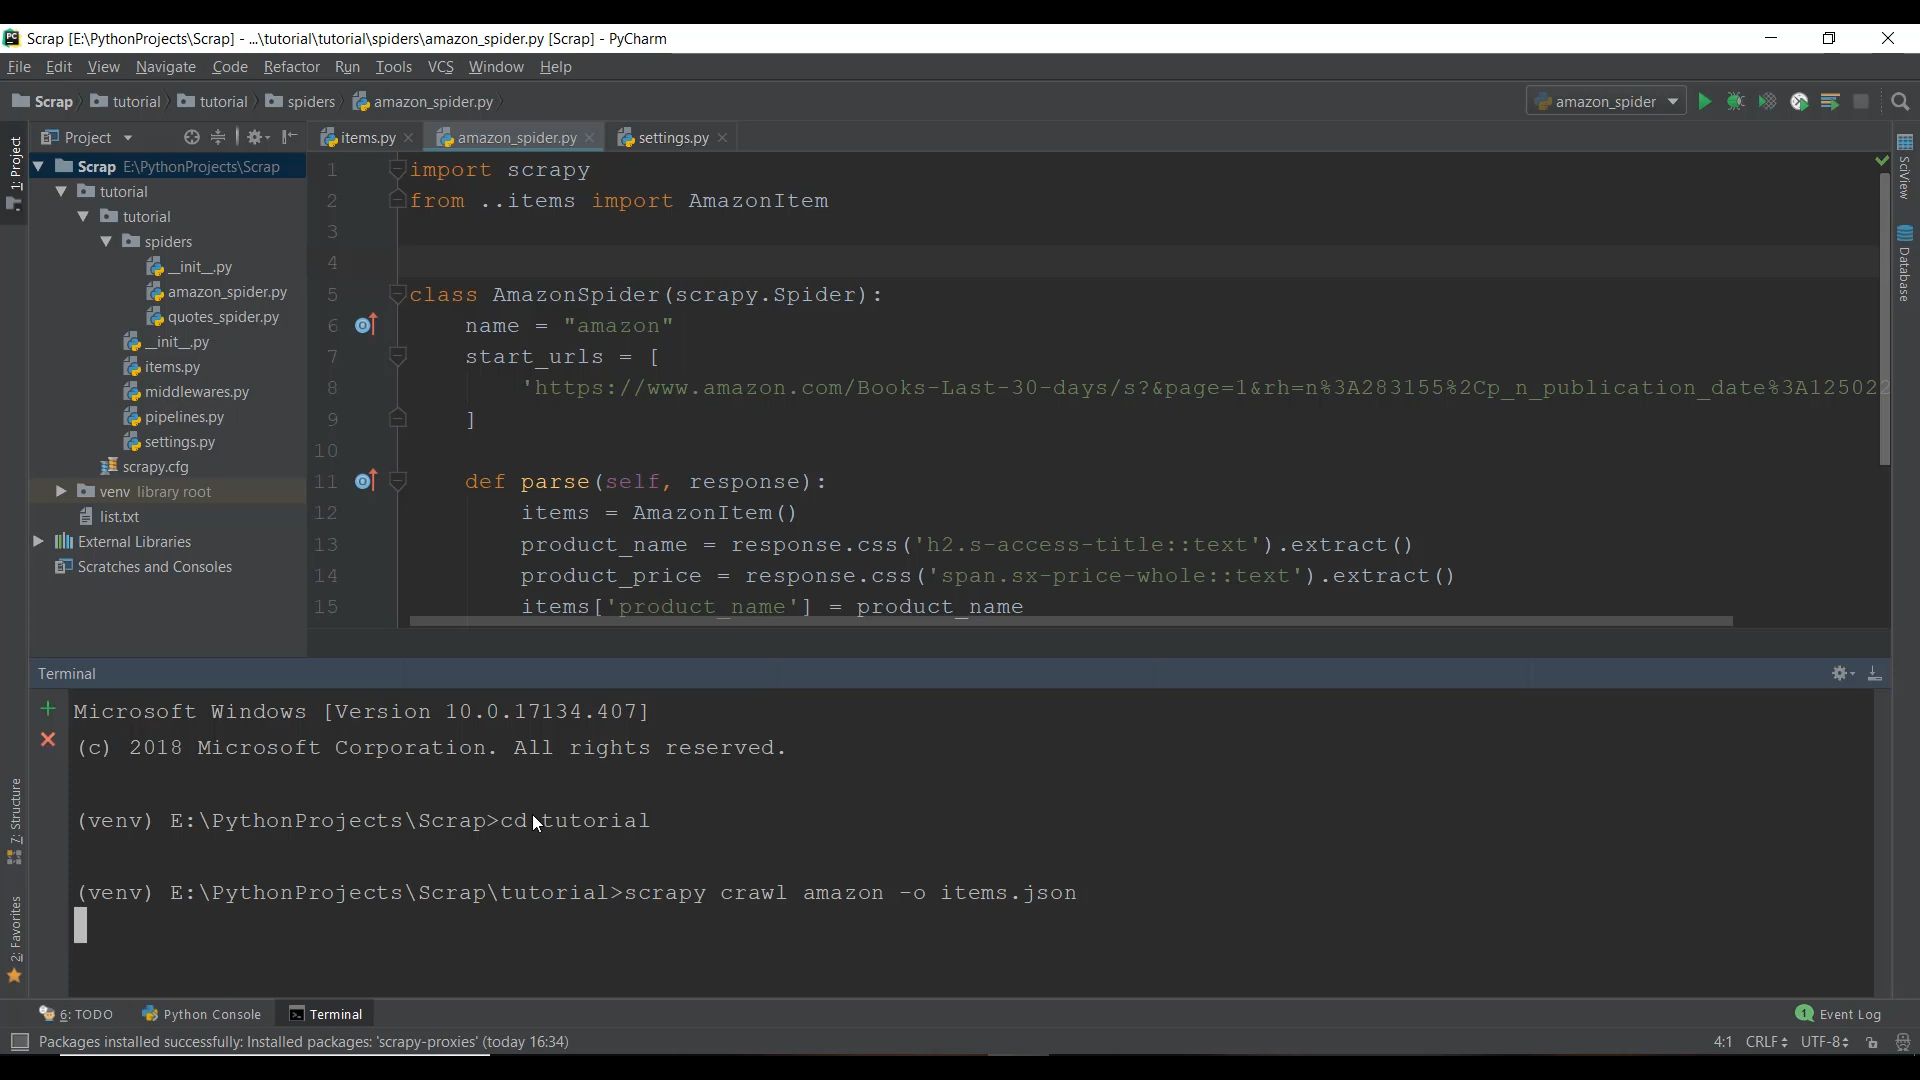 Scrap [E:\PythonProjects\Scrap] - ...\tutorial\tutorial\spiders\amazon_spider.py [Scrap] - PyCharm
File Edit View Navigate Code Refactor Run Tools VCS Window Help
Scrap tutorial tutorial spiders amazon_spider.py amazon_spider
1: Project
Project
items.py amazon_spider.py settings.py
Scrap E:\PythonProjects\Scrap
tutorial
tutorial
spiders
__init__.py
amazon_spider.py
quotes_spider.py
__init__.py
items.py
middlewares.py
pipelines.py
settings.py
scrapy.cfg
venv library root
list.txt
External Libraries
Scratches and Consoles
1 import scrapy
2 from ..items import AmazonItem
3
4
5 class AmazonSpider(scrapy.Spider):
6 name = "amazon"
7 start_urls = [
8 'https://www.amazon.com/Books-Last-30-days/s?&page=1&rh=n%3A283155%2Cp_n_publication_date%3A125022
9 ]
10
11 def parse(self, response):
12 items = AmazonItem()
13 product_name = response.css('h2.s-access-title::text').extract()
14 product_price = response.css('span.sx-price-whole::text').extract()
15 items['product_name'] = product_name
SciView
Database
Terminal
Microsoft Windows [Version 10.0.17134.407]
(c) 2018 Microsoft Corporation. All rights reserved.
(venv) E:\PythonProjects\Scrap>cd tutorial
(venv) E:\PythonProjects\Scrap\tutorial>scrapy crawl amazon -o items.json
7: Structure
2: Favorites
6: TODO Python Console Terminal 1 Event Log
Packages installed successfully: Installed packages: 'scrapy-proxies' (today 16:34) 4:1 CRLF UTF-8